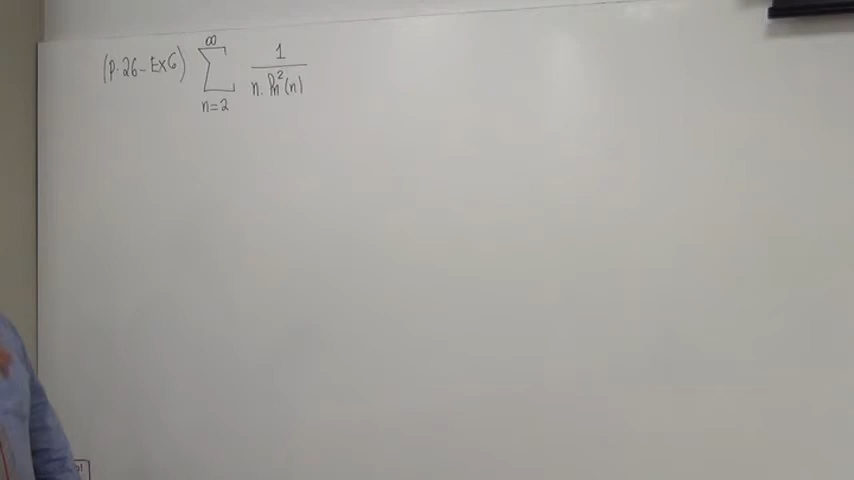 (P.26-Ex6) ∞ ∑ n=2 1 / n. ln²(n)